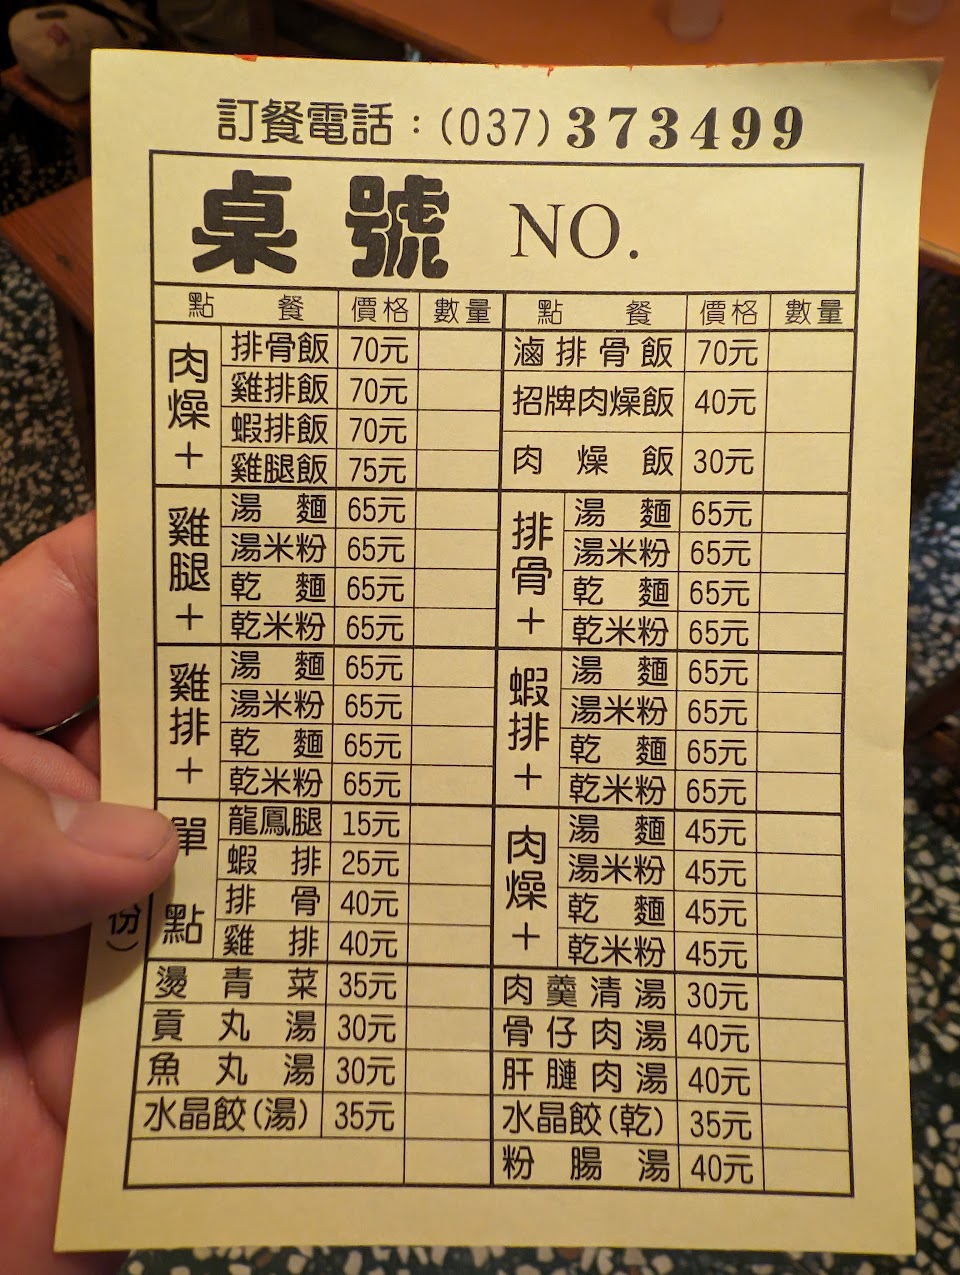 訂餐電話：(037)373499
桌號 NO.
點餐 價格 數量 點餐 價格 數量
肉燥+
排骨飯 70元
雞排飯 70元
蝦排飯 70元
雞腿飯 75元
滷排骨飯 70元
招牌肉燥飯 40元
肉燥飯 30元
雞腿+
湯麵 65元
湯米粉 65元
乾麵 65元
乾米粉 65元
排骨+
湯麵 65元
湯米粉 65元
乾麵 65元
乾米粉 65元
雞排+
湯麵 65元
湯米粉 65元
乾麵 65元
乾米粉 65元
蝦排+
湯麵 65元
湯米粉 65元
乾麵 65元
乾米粉 65元
單點
龍鳳腿 15元
蝦排 25元
排骨 40元
雞排 40元
肉燥+
湯麵 45元
湯米粉 45元
乾麵 45元
乾米粉 45元
燙青菜 35元
貢丸湯 30元
魚丸湯 30元
水晶餃(湯) 35元
肉羹清湯 30元
骨仔肉湯 40元
肝膁肉湯 40元
水晶餃(乾) 35元
粉腸湯 40元
份)